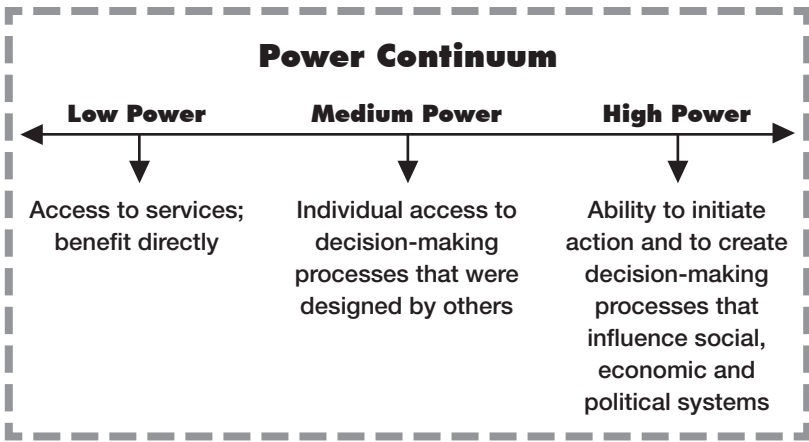 Power Continuum
Low Power
Medium Power
High Power
Access to services;
benefit directly
Individual access to
decision-making
processes that were
designed by others
Ability to initiate
action and to create
decision-making
processes that
influence social,
economic and
political systems